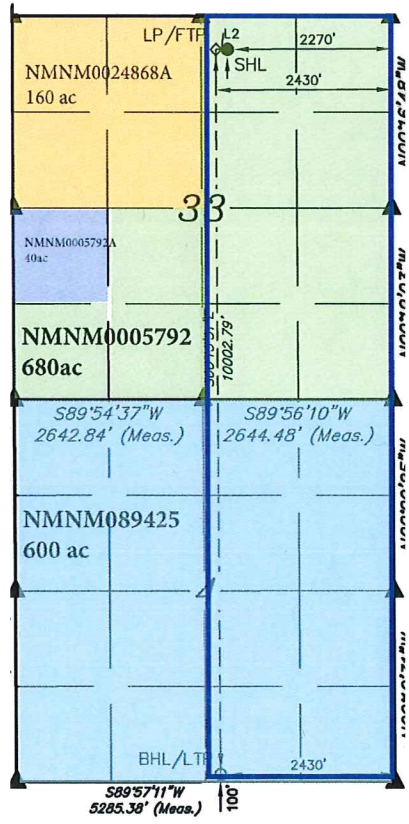 LP/FTP L2
2270'
SHL
2430'
NMNM0024868A
160 ac
33
NMNM0005792A
40ac
NMNM0005792
680ac
10002.79'
S89°54'37"W
2642.84' (Meas.)
S89°56'10"W
2644.48' (Meas.)
NMNM089425
600 ac
BHL/LTP
2430'
S89°57'11"W
5285.38' (Meas.)
100'